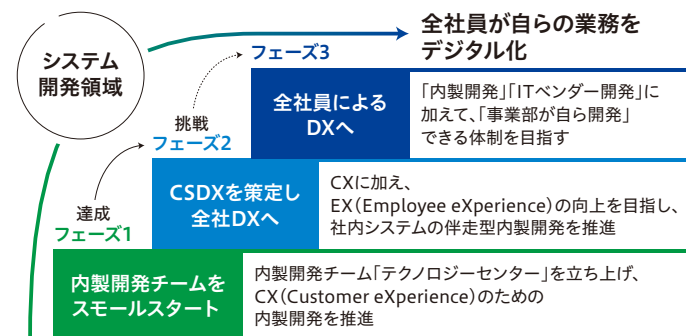 システム
開発領域
全社員が自らの業務を
デジタル化
フェーズ3
全社員による
DXへ
「内製開発」「ITベンダー開発」に
加えて、「事業部が自ら開発」
できる体制を目指す
挑戦
フェーズ2
CSDXを策定し
全社DXへ
CXに加え、
EX(Employee eXperience)の向上を目指し、
社内システムの伴走型内製開発を推進
達成
フェーズ1
内製開発チームを
スモールスタート
内製開発チーム「テクノロジーセンター」を立ち上げ、
CX(Customer eXperience)のための
内製開発を推進